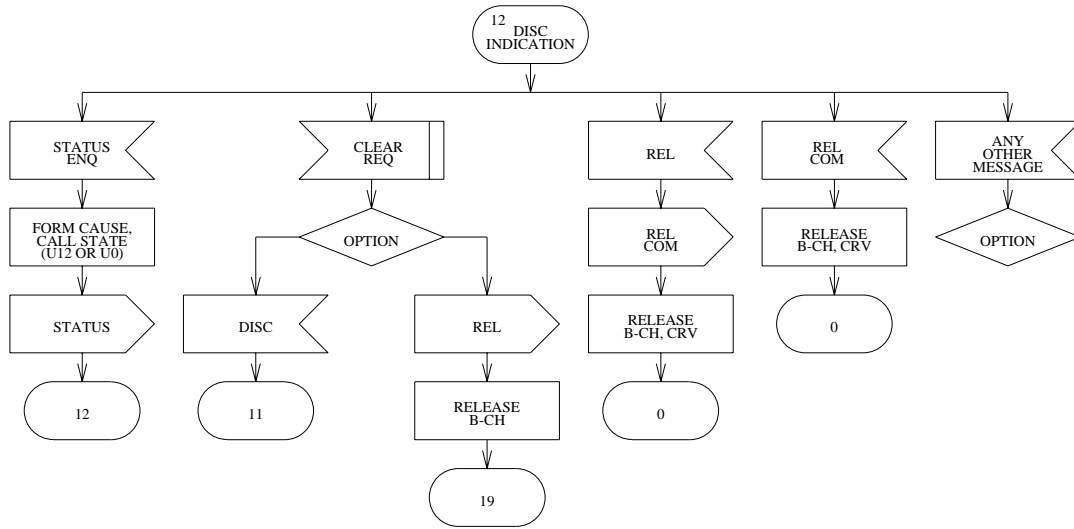 12
DISC
INDICATION
STATUS
ENQ
CLEAR
REQ
REL
REL
COM
ANY
OTHER
MESSAGE
FORM CAUSE,
CALL STATE
(U12 OR U0)
OPTION
REL
COM
RELEASE
B-CH, CRV
OPTION
STATUS
DISC
REL
RELEASE
B-CH, CRV
0
12
11
RELEASE
B-CH
0
19